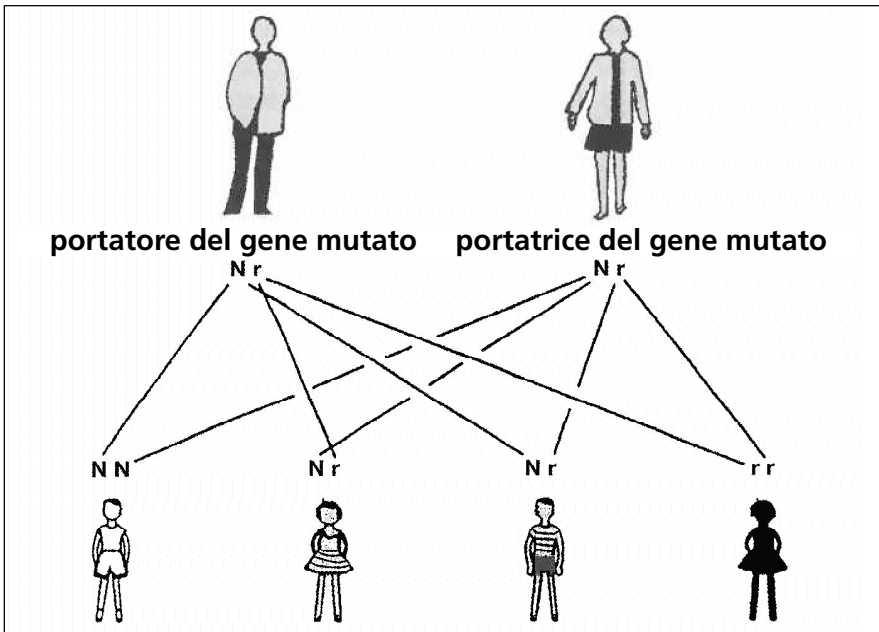 portatore del gene mutato portatrice del gene mutato
N r N r
N N N r N r r r